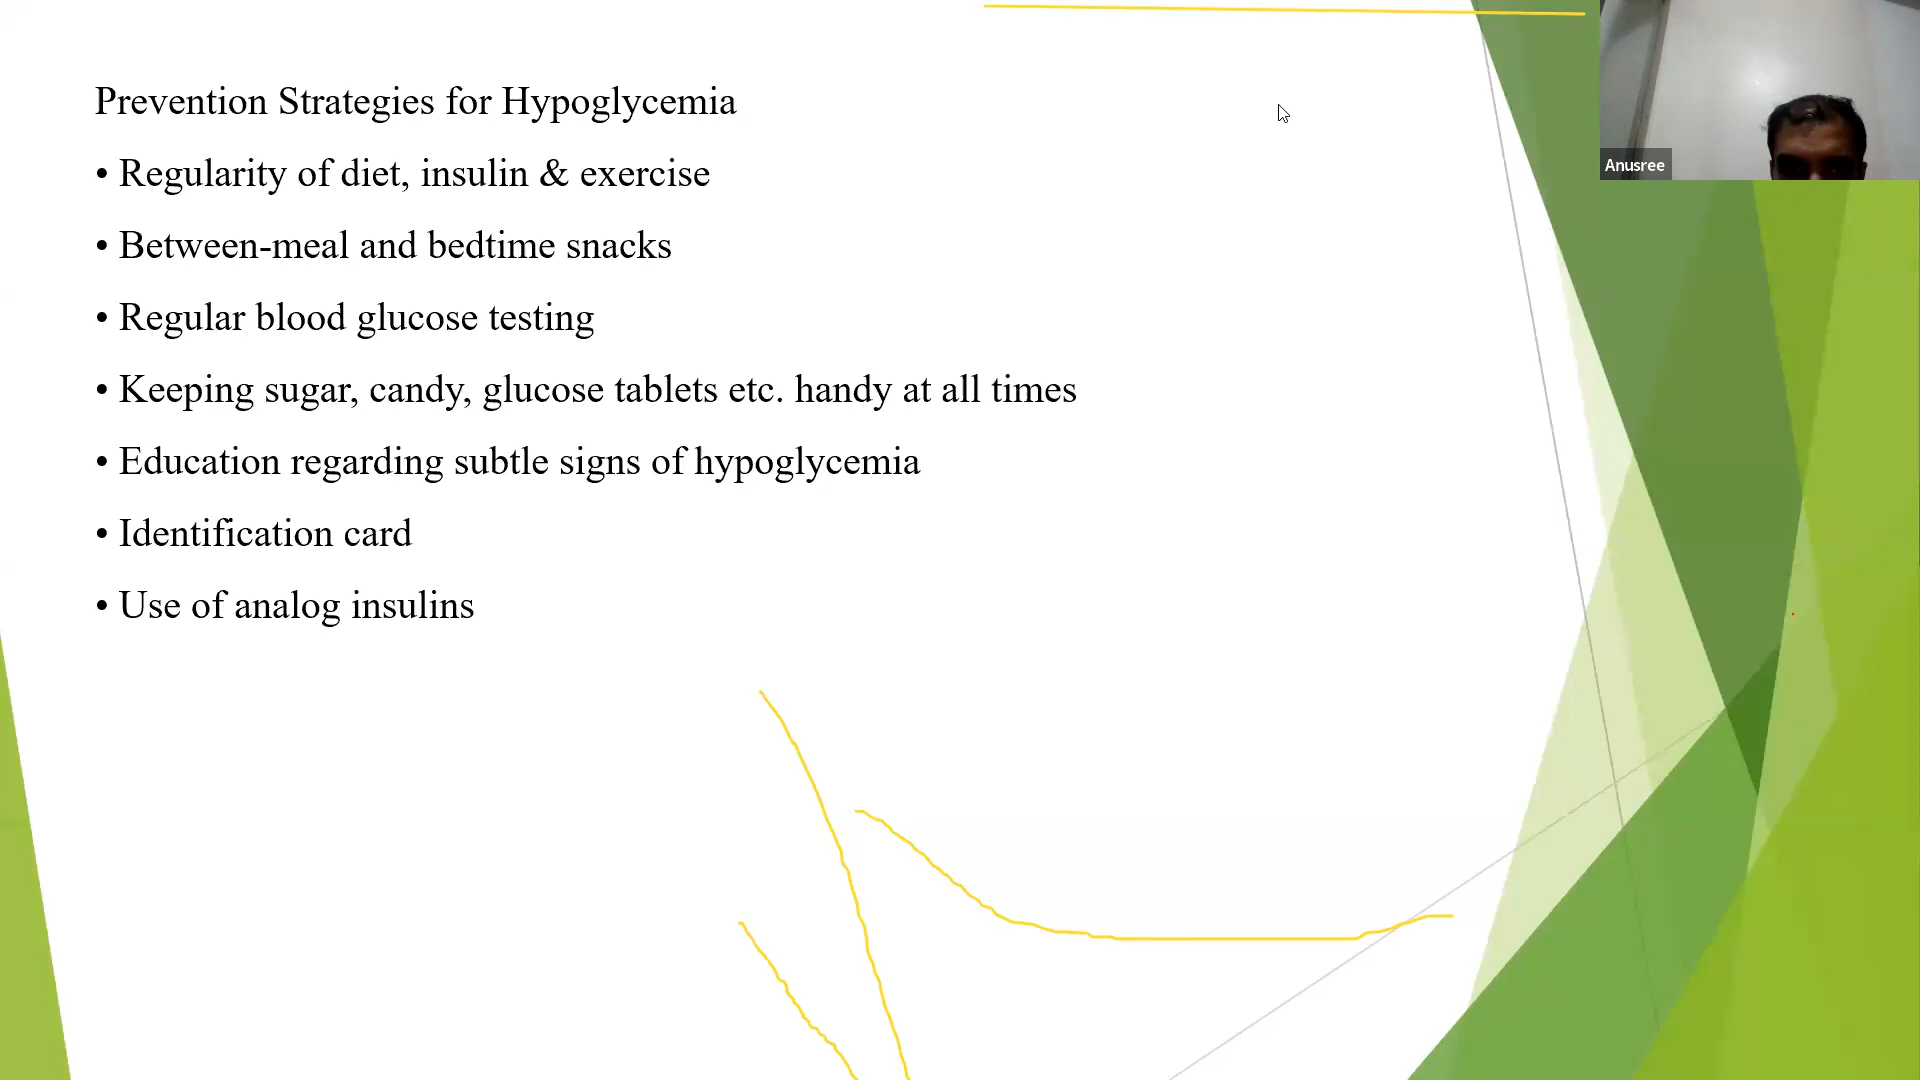 Prevention Strategies for Hypoglycemia
• Regularity of diet, insulin & exercise
• Between-meal and bedtime snacks
• Regular blood glucose testing
• Keeping sugar, candy, glucose tablets etc. handy at all times
• Education regarding subtle signs of hypoglycemia
• Identification card
• Use of analog insulins
Anusree